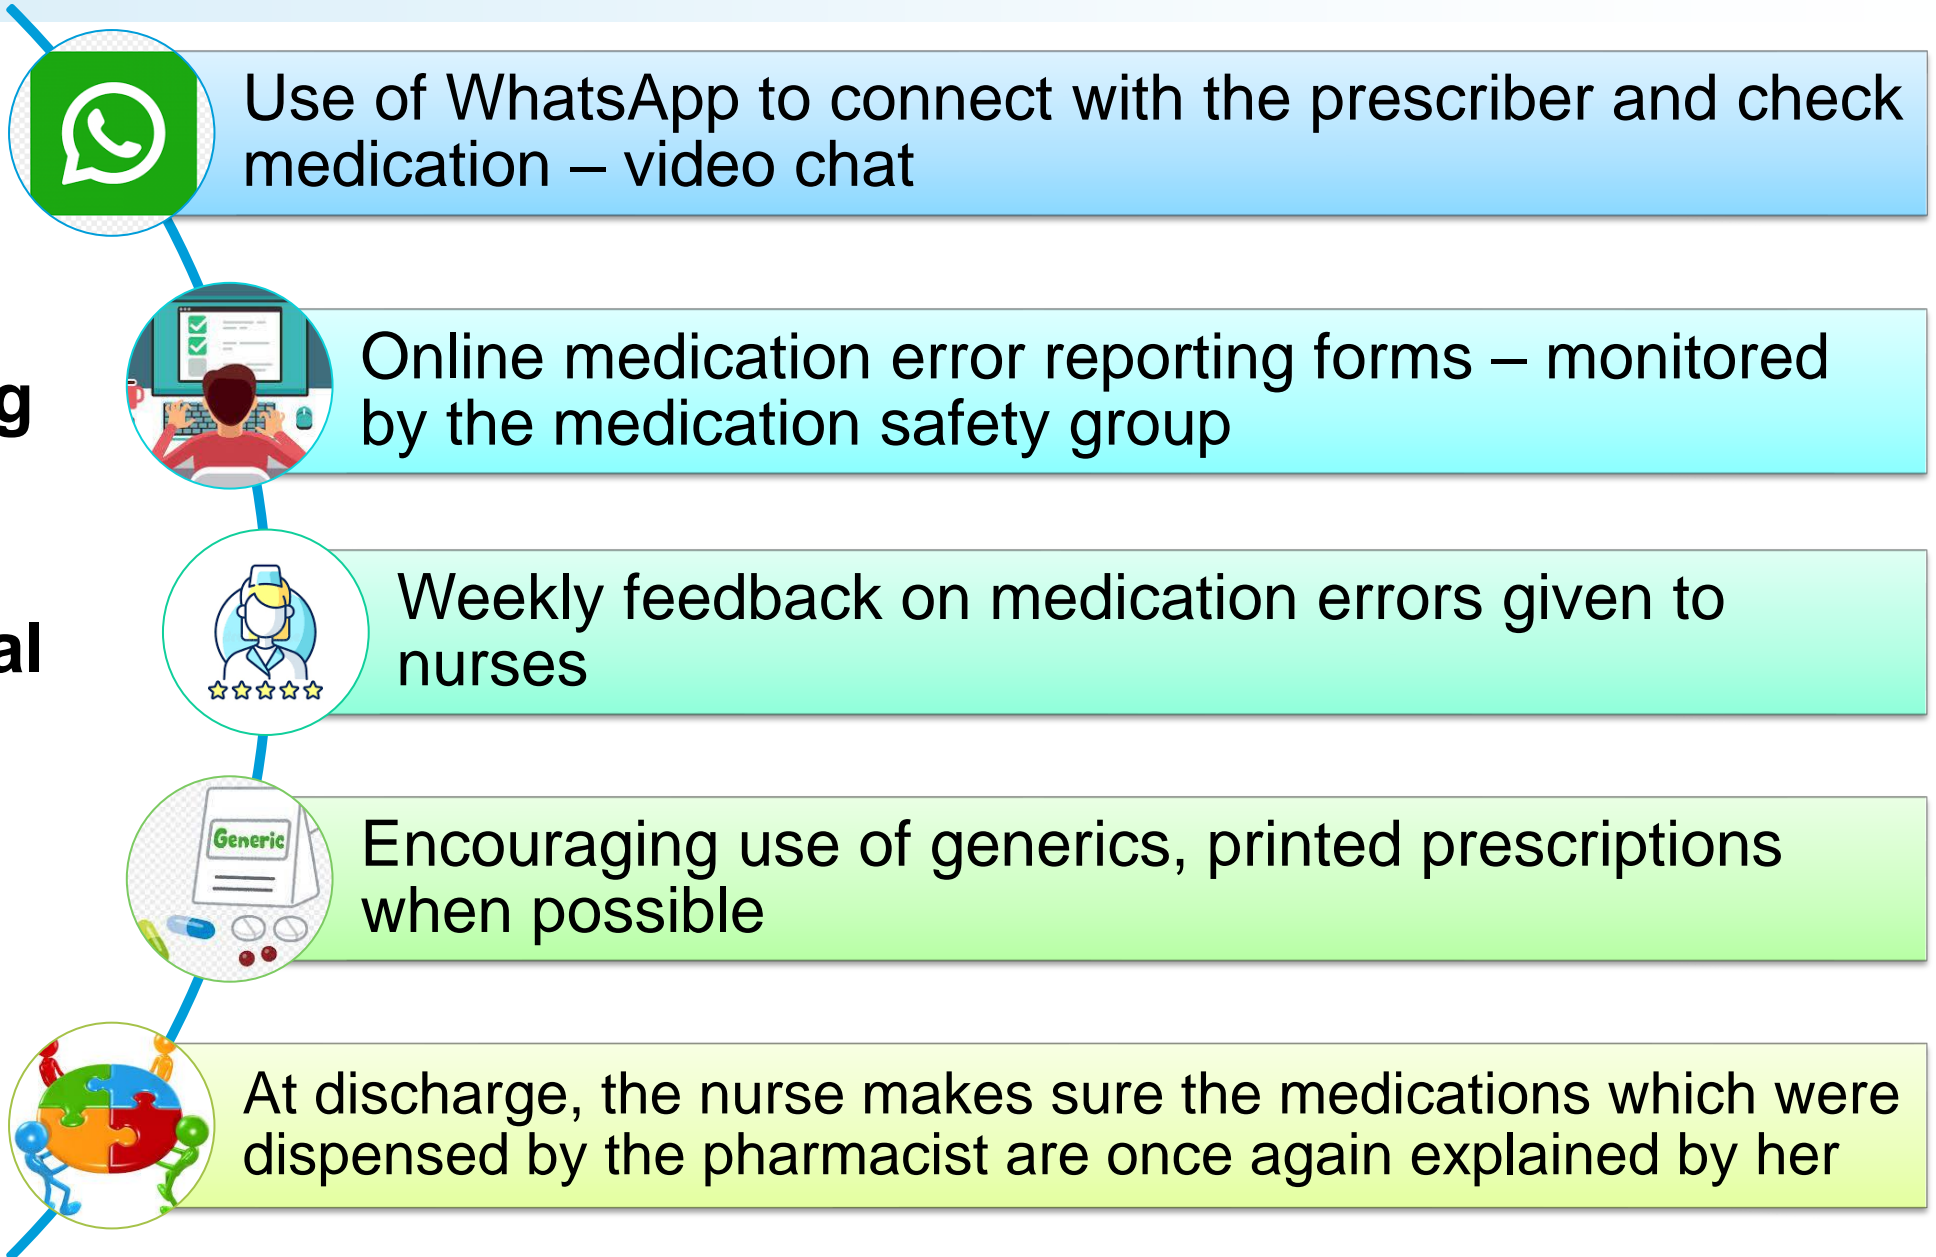 Use of WhatsApp to connect with the prescriber and check
medication – video chat
Online medication error reporting forms – monitored
by the medication safety group
g
Weekly feedback on medication errors given to
nurses
al
Generic
Encouraging use of generics, printed prescriptions
when possible
At discharge, the nurse makes sure the medications which were
dispensed by the pharmacist are once again explained by her